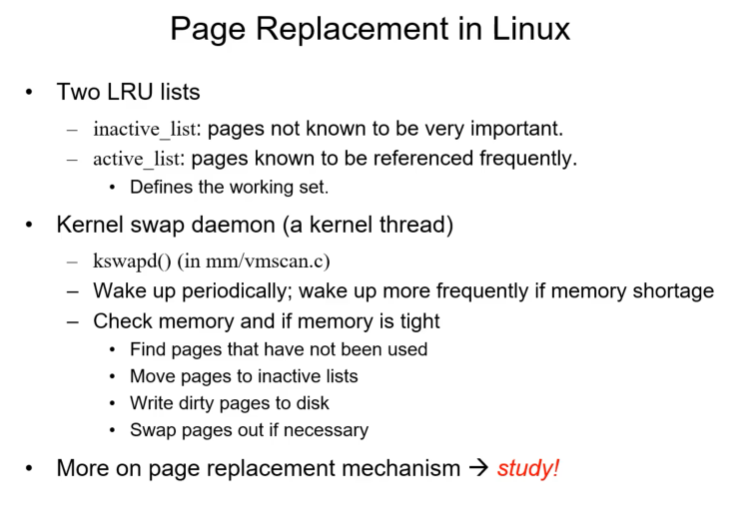 Page Replacement in Linux
• Two LRU lists
– inactive_list: pages not known to be very important.
– active_list: pages known to be referenced frequently.
• Defines the working set.
• Kernel swap daemon (a kernel thread)
– kswapd() (in mm/vmscan.c)
– Wake up periodically; wake up more frequently if memory shortage
– Check memory and if memory is tight
• Find pages that have not been used
• Move pages to inactive lists
• Write dirty pages to disk
• Swap pages out if necessary
• More on page replacement mechanism → study!